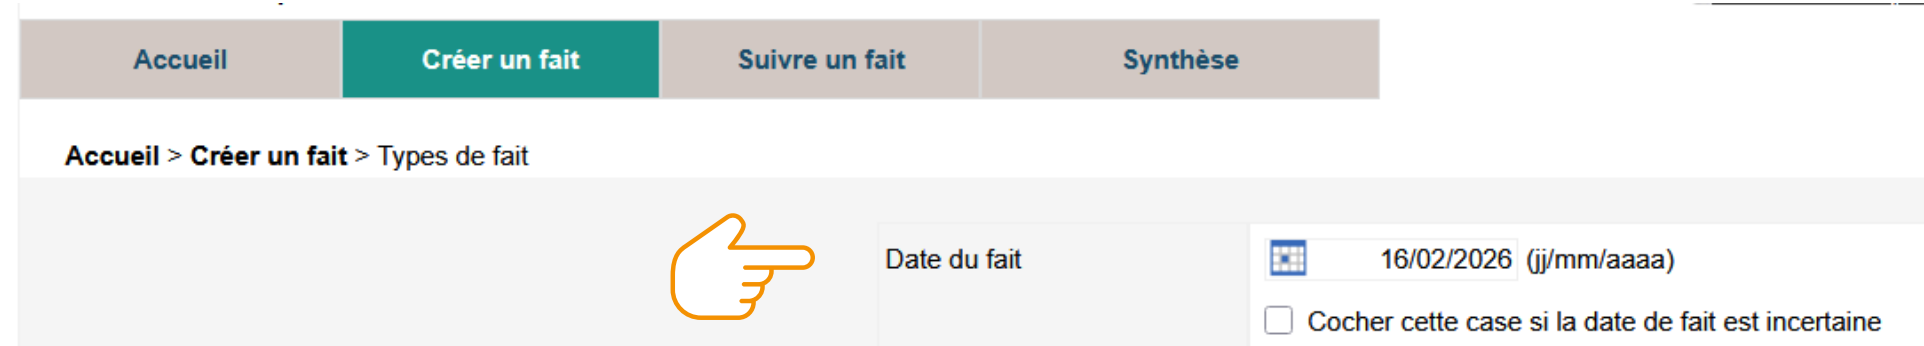 Accueil Créer un fait Suivre un fait Synthèse
Accueil > Créer un fait > Types de fait
Date du fait 16/02/2026 (jj/mm/aaaa)
Cocher cette case si la date de fait est incertaine